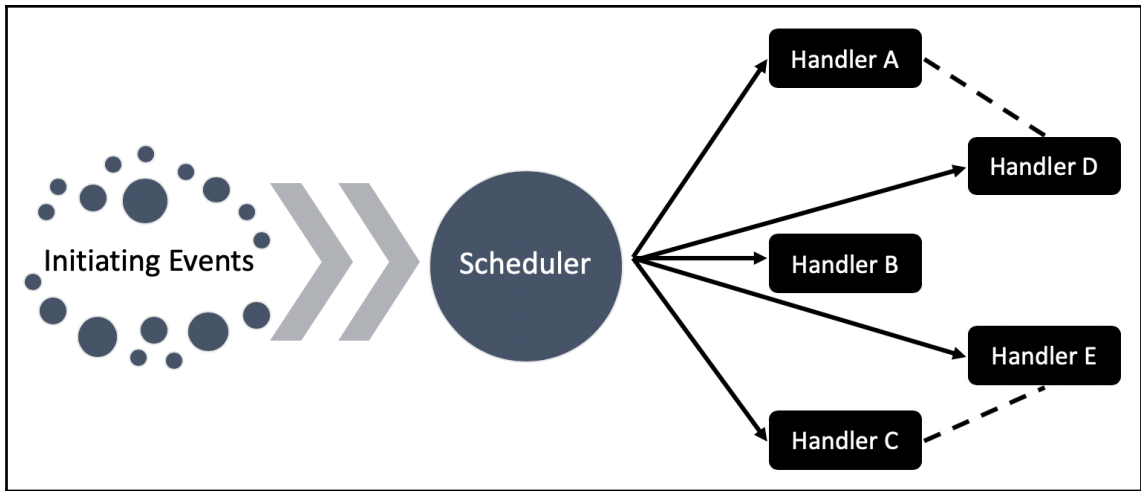 Initiating Events
Scheduler
Handler A
Handler D
Handler B
Handler E
Handler C